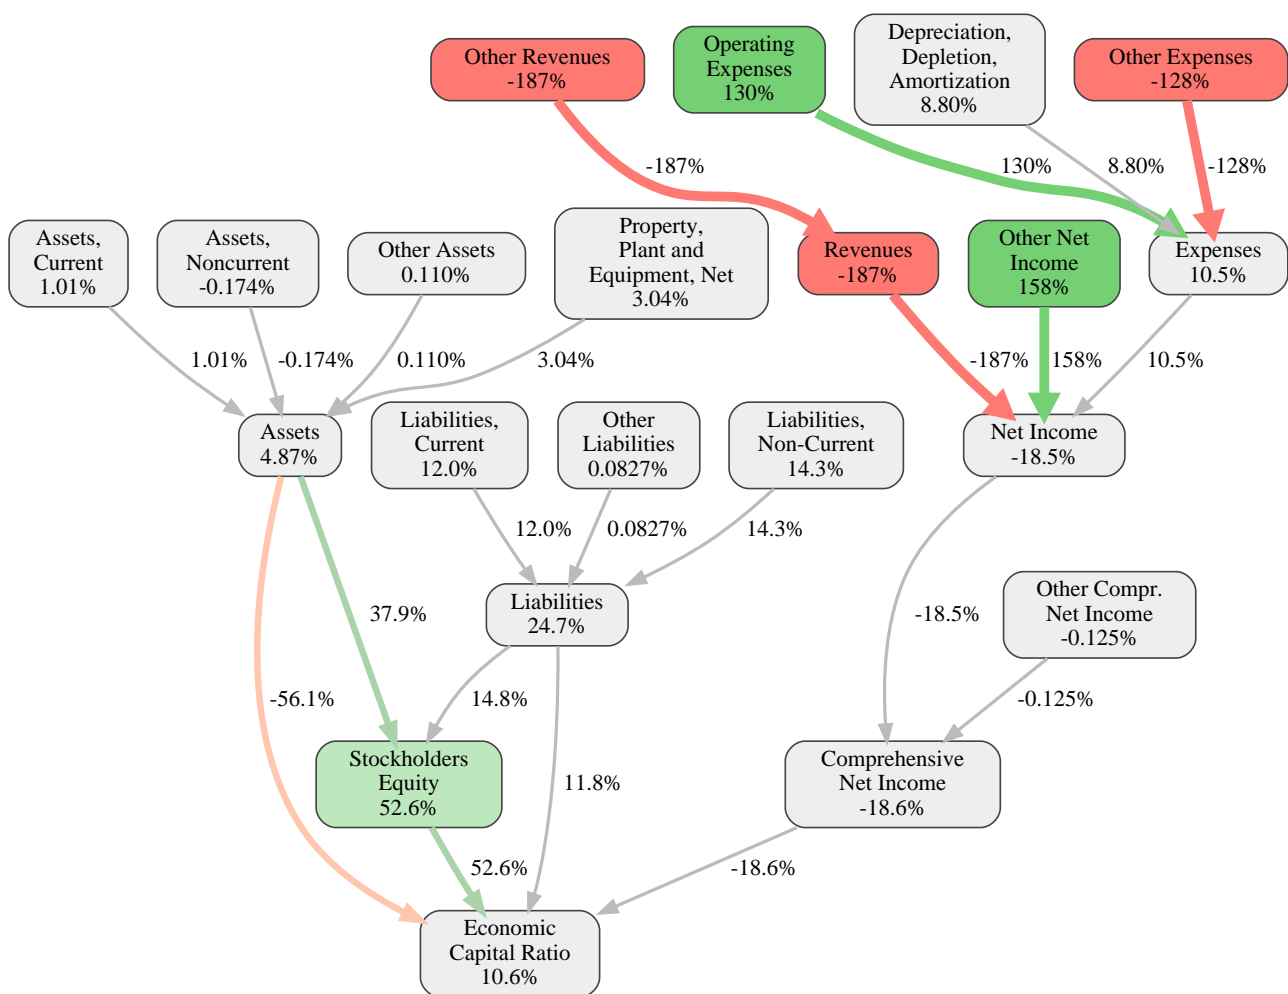 Other Revenues
-187%
Operating
Expenses
130%
Depreciation,
Depletion,
Amortization
8.80%
Other Expenses
-128%
-187%
130%
8.80%
-128%
Assets,
Current
1.01%
Assets,
Noncurrent
-0.174%
Other Assets
0.110%
Property,
Plant and
Equipment, Net
3.04%
Revenues
-187%
Other Net
Income
158%
Expenses
10.5%
1.01%
-0.174%
0.110%
3.04%
-187%
158%
10.5%
Assets
4.87%
Liabilities,
Current
12.0%
Other
Liabilities
0.0827%
Liabilities,
Non-Current
14.3%
Net Income
-18.5%
12.0%
0.0827%
14.3%
Liabilities
24.7%
Other Compr.
Net Income
-0.125%
37.9%
-18.5%
-56.1%
14.8%
-0.125%
Stockholders
Equity
52.6%
11.8%
Comprehensive
Net Income
-18.6%
52.6%
-18.6%
Economic
Capital Ratio
10.6%